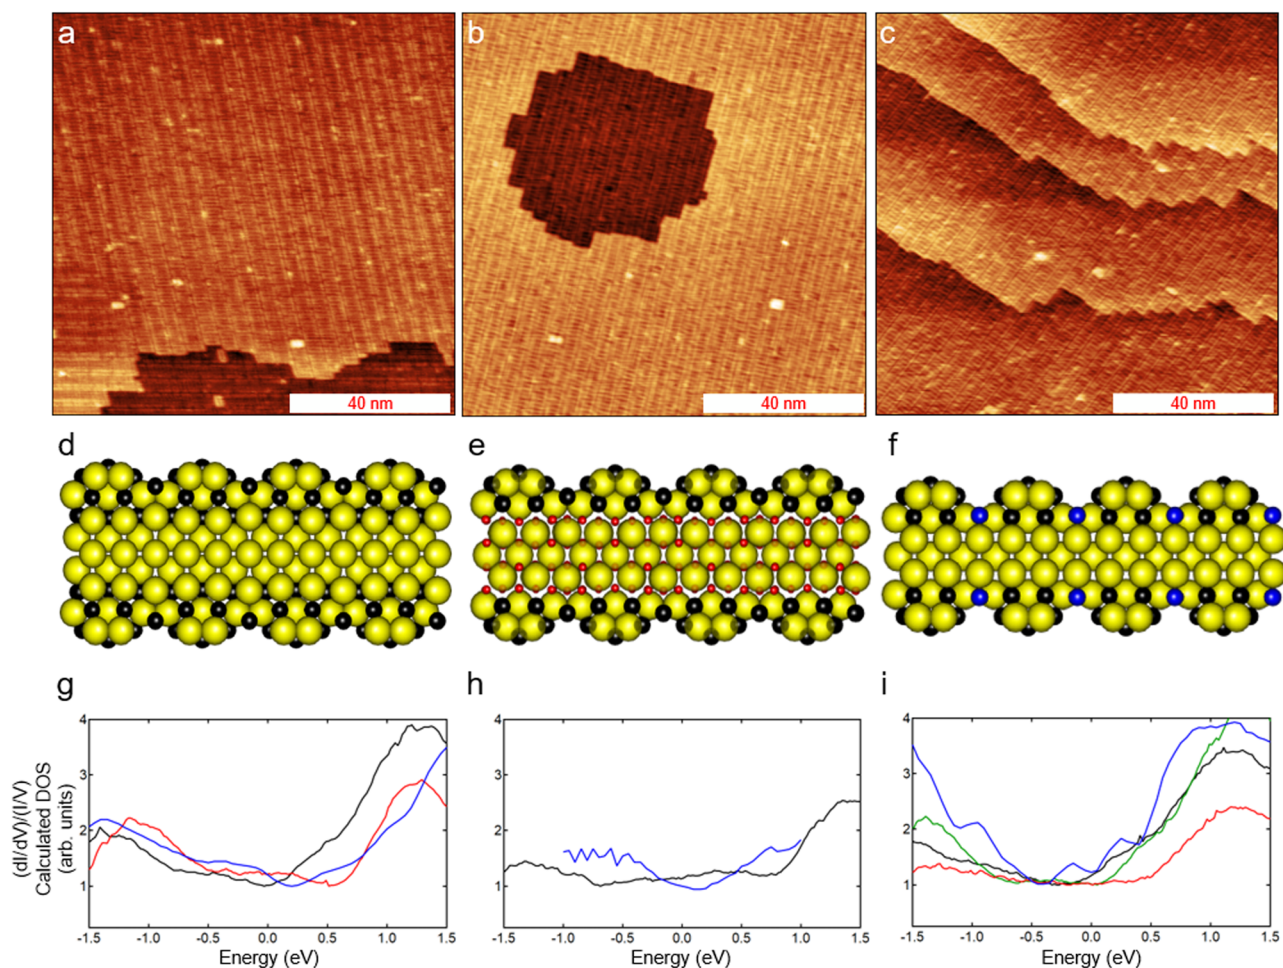 a b c
40 nm 40 nm 40 nm
d e f
g h i
(dI/dV)/(I/V)
Calculated DOS
(arb. units)
4 4 4
3 3 3
2 2 2
1 1 1
-1.5 -1.0 -0.5 0.0 0.5 1.0 1.5 -1.5 -1.0 -0.5 0.0 0.5 1.0 1.5 -1.5 -1.0 -0.5 0.0 0.5 1.0 1.5
Energy (eV) Energy (eV) Energy (eV)